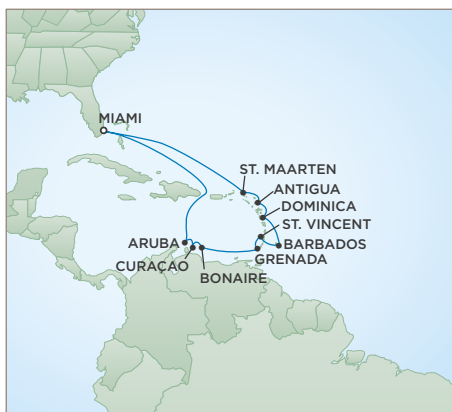 MIAMI
ST. MAARTEN
ANTIGUA
DOMINICA
ST. VINCENT
BARBADOS
GRENADA
ARUBA
CURAÇAO
BONAIRE